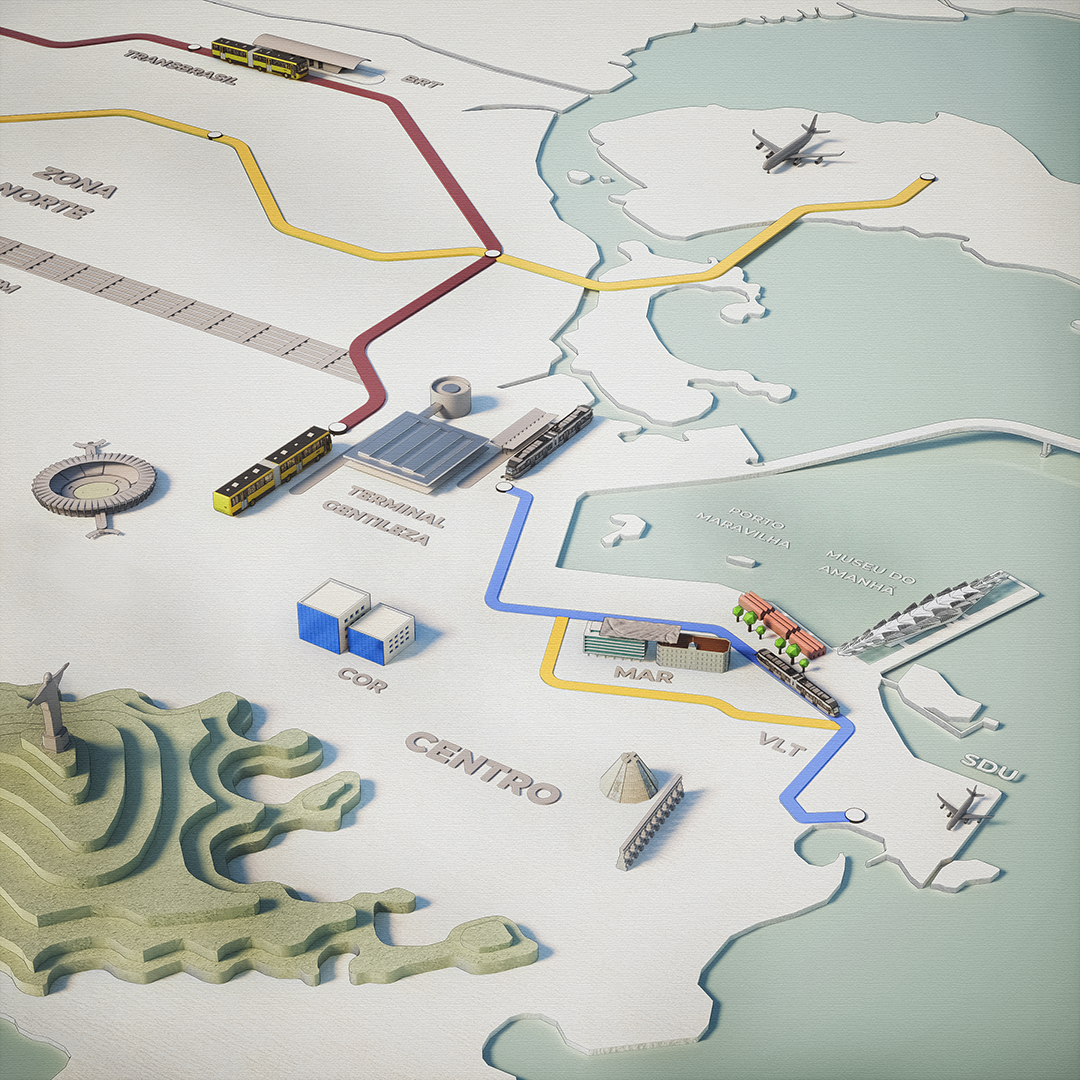 TRANSBRASIL
BRT
ZONA
NORTE
TERMINAL
GENTILEZA
PORTO
MARAVILHA
MUSEU DO
AMANHÃ
COR
MAR
CENTRO
VLT
SDU